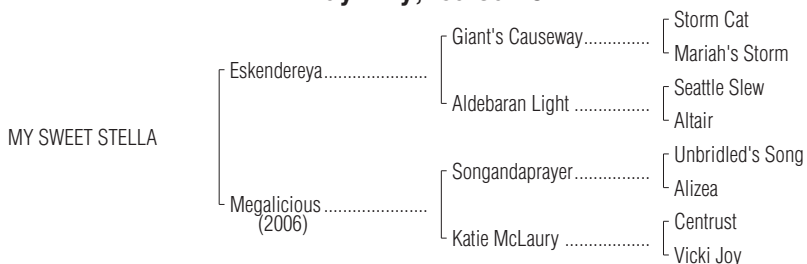 Storm Cat
Giant's Causeway..............
Mariah's Storm
Eskendereya......................
Seattle Slew
Aldebaran Light ................
Altair
MY SWEET STELLA
Unbridled's Song
Songandaprayer................
Alizea
Megalicious ......................
(2006)
Centrust
Katie McLaury ..................
Vicki Joy